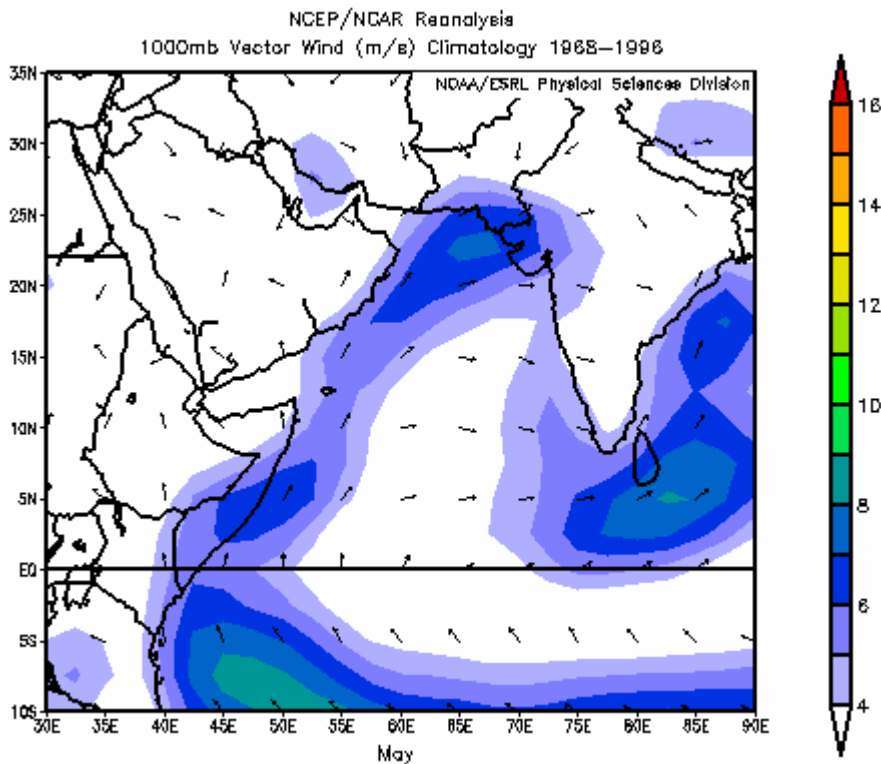 NCEP/NCAR Reanalysis
1000mb Vector Wind (m/s) Climatology 1968-1996
NOAA/ESRL Physical Sciences Division
35N
30N
25N
20N
15N
10N
5N
EQ
5S
10S
30E 35E 40E 45E 50E 55E 60E 65E 70E 75E 80E 85E 90E
May
16
14
12
10
8
6
4